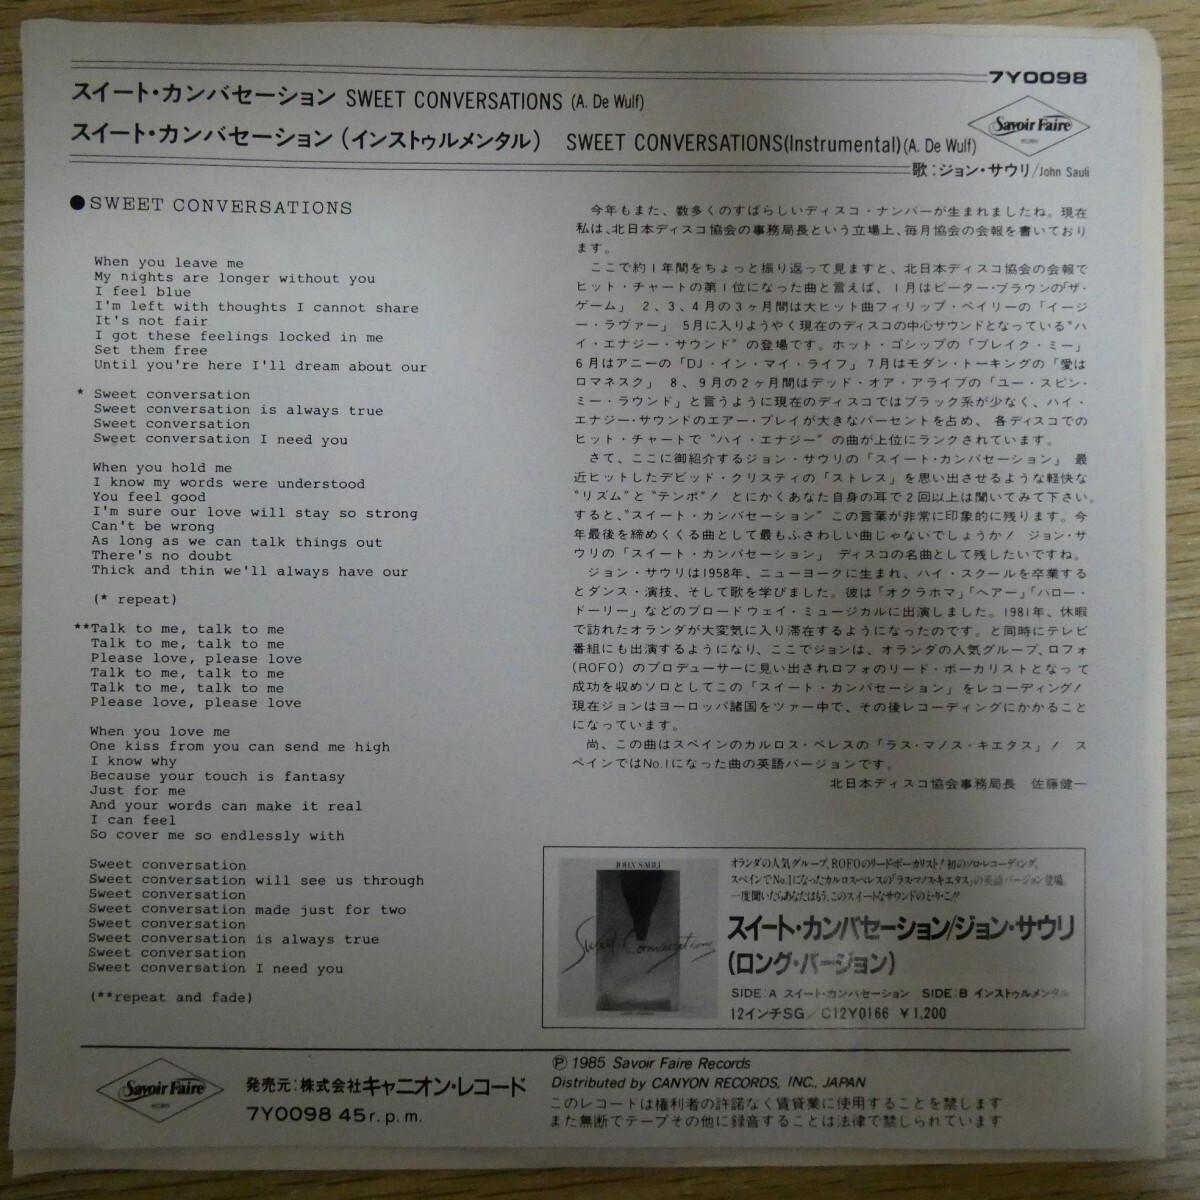 7Y0098
スイート・カンバセーション SWEET CONVERSATIONS (A. De Wulf)
スイート・カンバセーション(インストゥルメンタル) SWEET CONVERSATIONS(Instrumental)(A. De Wulf)
Savoir Faire
歌:ジョン・サウリ/John Sauli
●SWEET CONVERSATIONS
When you leave me
My nights are longer without you
I feel blue
I'm left with thoughts I cannot share
It's not fair
I got these feelings locked in me
Set them free
Until you're here I'll dream about our
* Sweet conversation
Sweet conversation is always true
Sweet conversation
Sweet conversation I need you
When you hold me
I know my words were understood
You feel good
I'm sure our love will stay so strong
Can't be wrong
As long as we can talk things out
There's no doubt
Thick and thin we'll always have our
(* repeat)
**Talk to me, talk to me
Talk to me, talk to me
Please love, please love
Talk to me, talk to me
Talk to me, talk to me
Please love, please love
When you love me
One kiss from you can send me high
I know why
Because your touch is fantasy
Just for me
And your words can make it real
I can feel
So cover me so endlessly with
Sweet conversation
Sweet conversation will see us through
Sweet conversation
Sweet conversation made just for two
Sweet conversation
Sweet conversation is always true
Sweet conversation
Sweet conversation I need you
(**repeat and fade)
今年もまた、数多くのすばらしいディスコ・ナンバーが生まれましたね。現在
私は、北日本ディスコ協会の事務局長という立場上、毎月協会の会報を書いており
ます。
ここで約1年間をちょっと振り返って見ますと、北日本ディスコ協会の会報で
ヒット・チャートの第1位になった曲と言えば、1月はピーター・ブラウンの「ザ・
ゲーム」 2、3、4月の3ヶ月間は大ヒット曲フィリップ・ベイリーの「イージ
ー・ラヴァー」 5月に入りようやく現在のディスコの中心サウンドとなっている"ハ
イ・エナジー・サウンド"の登場です。ホット・ゴシップの「ブレイク・ミー」
6月はアニーの「DJ・イン・マイ・ライフ」7月はモダン・トーキングの「愛は
ロマネスク」 8、9月の2ヶ月間はデッド・オア・アライブの「ユー・スピン・
ミー・ラウンド」と言うように現在のディスコではブラック系が少なく、ハイ・
エナジー・サウンドのエアー・プレイが大きなパーセントを占め、各ディスコでの
ヒット・チャートで"ハイ・エナジー"の曲が上位にランクされています。
さて、ここに御紹介するジョン・サウリの「スイート・カンバセーション」 最
近ヒットしたデビッド・クリスティの「ストレス」を思い出させるような軽快な
"リズム"と"テンポ"! とにかくあなた自身の耳で2回以上は聞いてみて下さい。
すると、"スイート・カンバセーション"この言葉が非常に印象的に残ります。今
年最後を締めくくる曲として最もふさわしい曲じゃないでしょうか! ジョン・サ
ウリの「スイート・カンバセーション」 ディスコの名曲として残したいですね。
ジョン・サウリは1958年、ニューヨークに生まれ、ハイ・スクールを卒業する
とダンス・演技、そして歌を学びました。彼は「オクラホマ」「ヘアー」「ハロー・
ドーリー」などのブロードウェイ・ミュージカルに出演しました。1981年、休暇
で訪れたオランダが大変気に入り滞在するようになったのです。と同時にテレビ
番組にも出演するようになり、ここでジョンは、オランダの人気グループ、ロフォ
(ROFO)のプロデューサーに見い出されロフォのリード・ボーカリストとなって
成功を収めソロとしてこの「スイート・カンバセーション」をレコーディング!
現在ジョンはヨーロッパ諸国をツァー中で、その後レコーディングにかかること
になっています。
尚、この曲はスペインのカルロス・ペレスの「ラス・マノス・キエタス」! ス
ペインではNo.1になった曲の英語バージョンです。
北日本ディスコ協会事務局長 佐藤健一
JOHN SAULI
Sweet Conversations
オランダの人気グループ、ROFOのリード・ボーカリスト!初のソロ・レコーディング。
スペインでNo.1になったカルロス・ペレスの「ラス・マノス・キエタス」の英語バージョン登場。
一度聞いたらあなたはもう、このスイートなサウンドのとりこ!!
スイート・カンバセーション/ジョン・サウリ
(ロング・バージョン)
SIDE:A スイート・カンバセーション SIDE:B インストゥルメンタル
12インチSG/C12Y0166 ¥1,200
Savoir Faire
発売元:株式会社キャニオン・レコード
7Y0098 45r.p.m.
Ⓟ 1985 Savoir Faire Records
Distributed by CANYON RECORDS, INC., JAPAN
このレコードは権利者の許諾なく賃貸業に使用することを禁じます
また無断でテープその他に録音することは法律で禁じられています